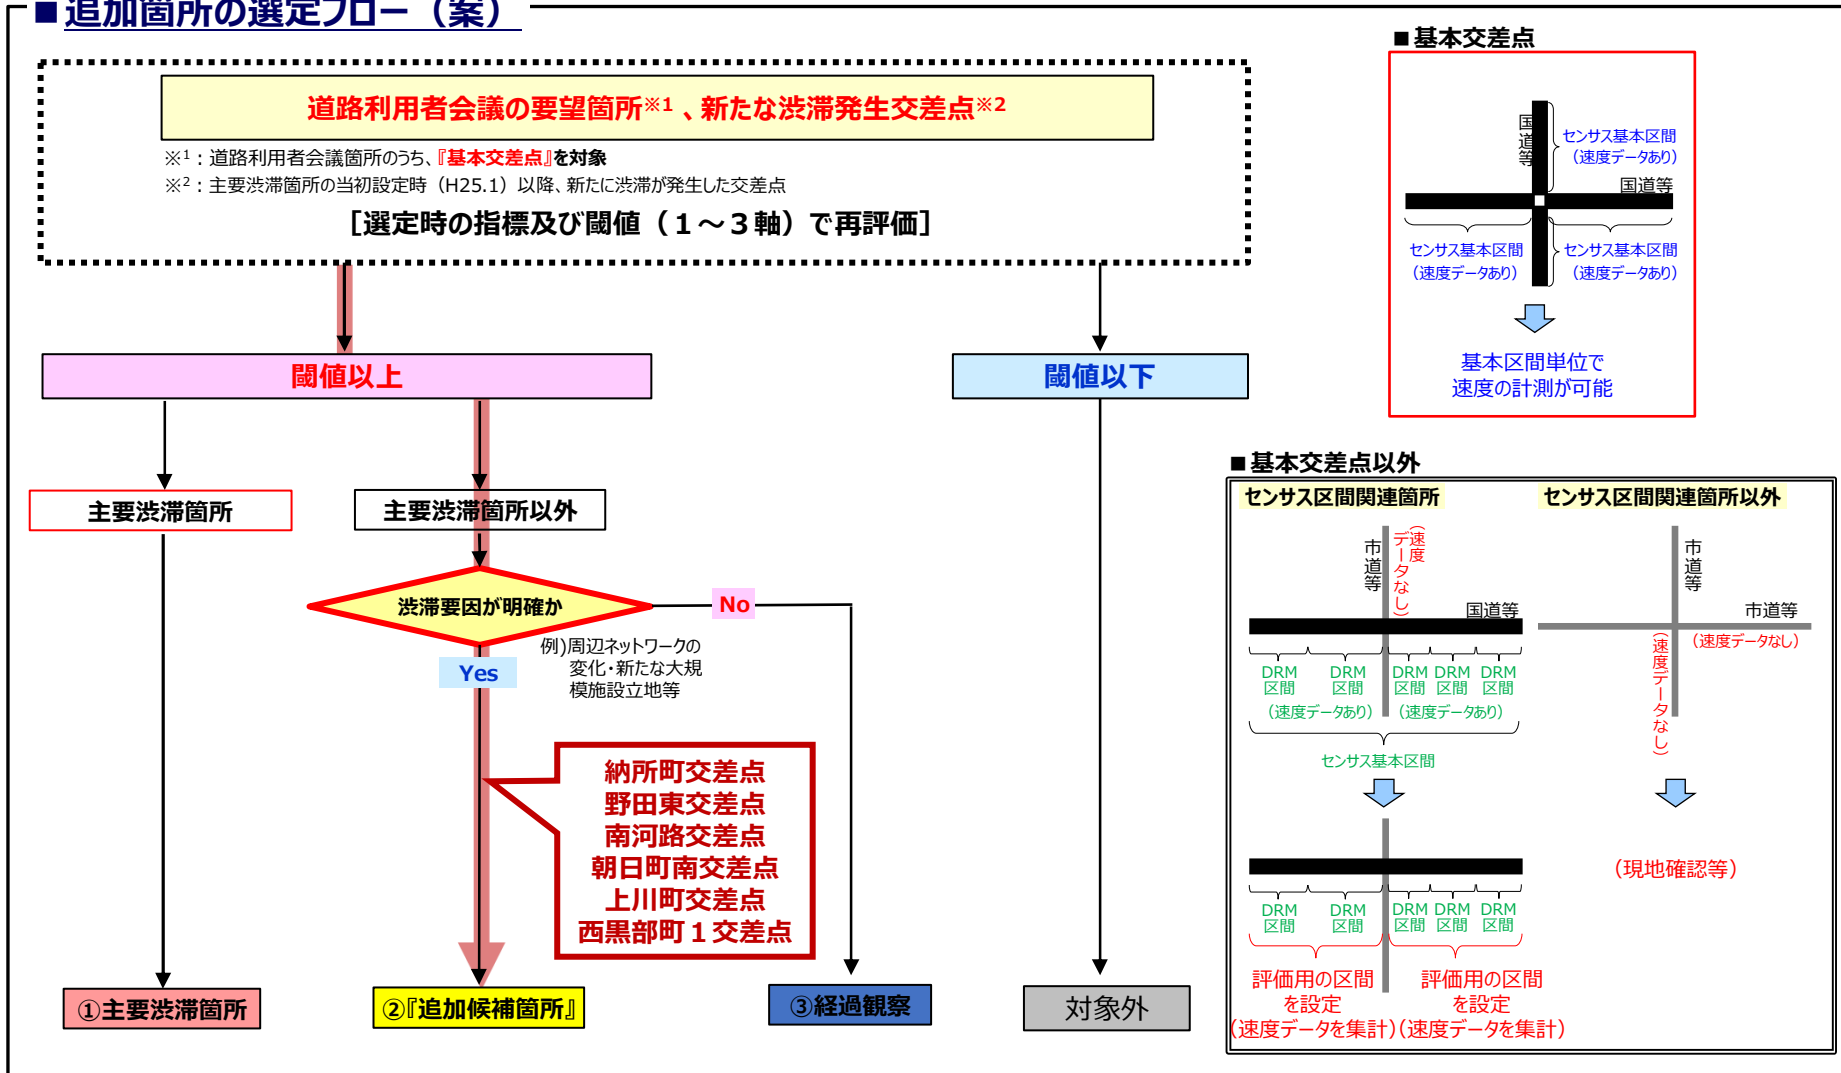 ■追加箇所の選定フロー（案）
道路利用者会議の要望箇所※1 、新たな渋滞発生交差点※2
※1：道路利用者会議箇所のうち、『基本交差点』を対象
※2：主要渋滞箇所の当初設定時（H25.1）以降、新たに渋滞が発生した交差点
［選定時の指標及び閾値（１～３軸）で再評価］
閾値以上
閾値以下
主要渋滞箇所
主要渋滞箇所以外
渋滞要因が明確か
No
例)周辺ネットワークの
変化・新たな大規
模施設立地等
Yes
納所町交差点
野田東交差点
南河路交差点
朝日町南交差点
上川町交差点
西黒部町１交差点
①主要渋滞箇所
②『追加候補箇所』
③経過観察
対象外
■基本交差点
国道等
センサス基本区間
（速度データあり）
国道等
センサス基本区間
（速度データあり）
センサス基本区間
（速度データあり）
基本区間単位で
速度の計測が可能
■基本交差点以外
センサス区間関連箇所
市道等
（速度
データなし）
国道等
DRM
区間
DRM
区間
DRM
区間
DRM
区間
DRM
区間
（速度データあり）
（速度データあり）
センサス基本区間
DRM
区間
DRM
区間
DRM
区間
DRM
区間
DRM
区間
評価用の区間
を設定
（速度データを集計）
評価用の区間
を設定
（速度データを集計）
センサス区間関連箇所以外
市道等
市道等
（速度データなし）
（速度データなし）
（現地確認等）